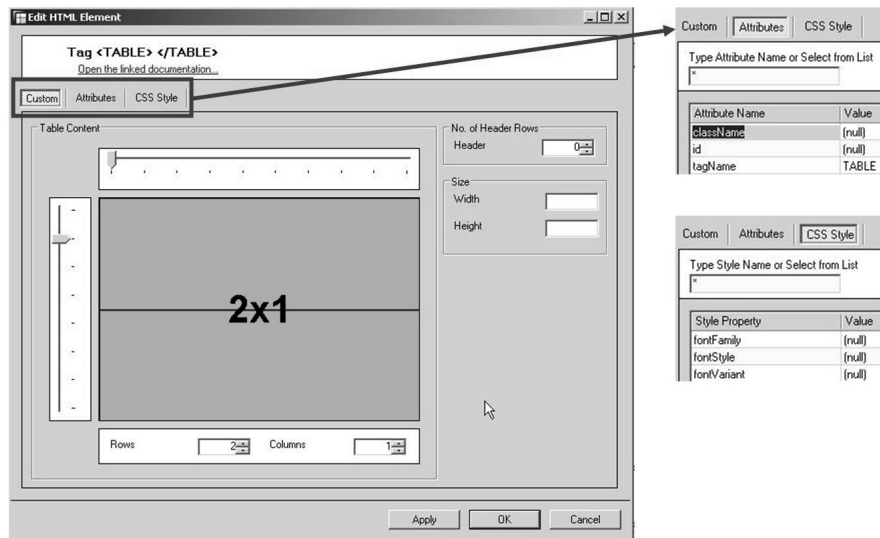 Edit HTML Element
Tag <TABLE> </TABLE>
Open the linked documentation...
Custom Attributes CSS Style
Table Content
2x1
Rows 2 Columns 1
No. of Header Rows
Header 0
Size
Width
Height
Apply OK Cancel
Custom Attributes CSS Style
Type Attribute Name or Select from List
*
Attribute Name Value
className (null)
id (null)
tagName TABLE
Custom Attributes CSS Style
Type Style Name or Select from List
*
Style Property Value
fontFamily (null)
fontStyle (null)
fontVariant (null)